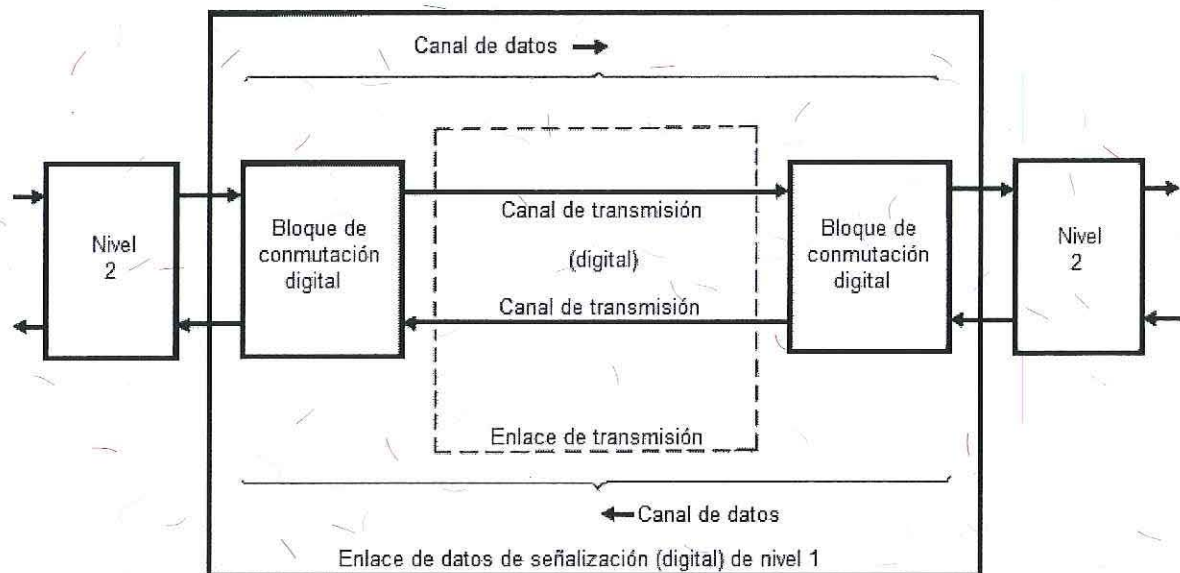 Canal de datos
Nivel
2
Bloque de
conmutación
digital
Canal de transmisión
(digital)
Canal de transmisión
Enlace de transmisión
Bloque de
conmutación
digital
Nivel
2
Canal de datos
Enlace de datos de señalización (digital) de nivel 1